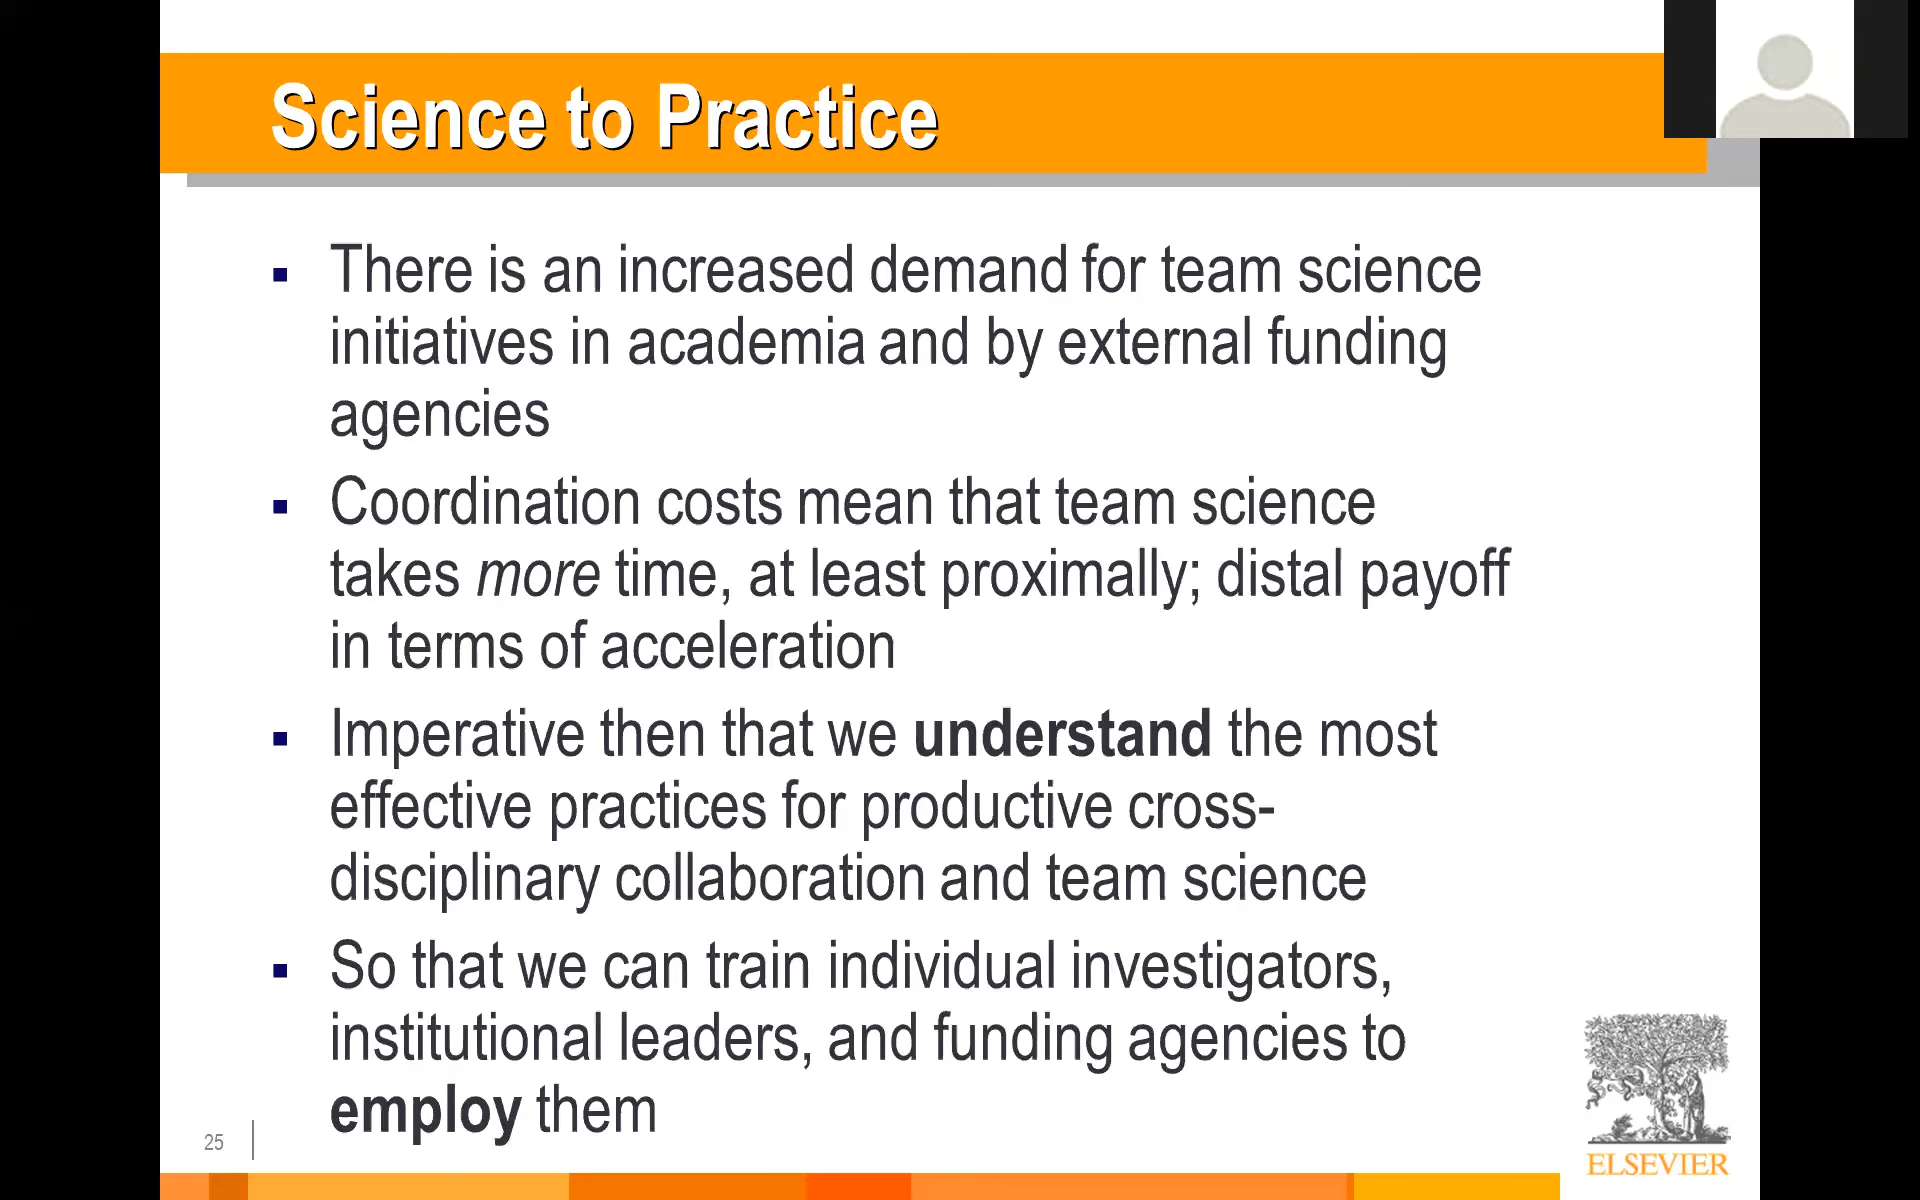 Science to Practice
▪ There is an increased demand for team science
initiatives in academia and by external funding
agencies
▪ Coordination costs mean that team science
takes more time, at least proximally; distal payoff
in terms of acceleration
▪ Imperative then that we understand the most
effective practices for productive cross-
disciplinary collaboration and team science
▪ So that we can train individual investigators,
institutional leaders, and funding agencies to
employ them
25
ELSEVIER